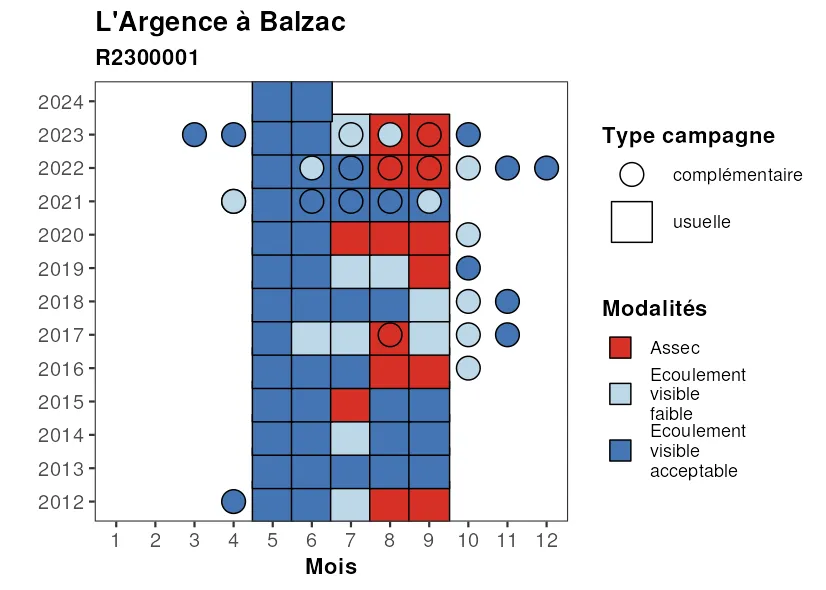 L'Argence à Balzac
R2300001
2024
2023
2022
2021
2020
2019
2018
2017
2016
2015
2014
2013
2012
1 2 3 4 5 6 7 8 9 10 11 12
Mois
Type campagne
complémentaire
usuelle
Modalités
Assec
Ecoulement
visible
faible
Ecoulement
visible
acceptable